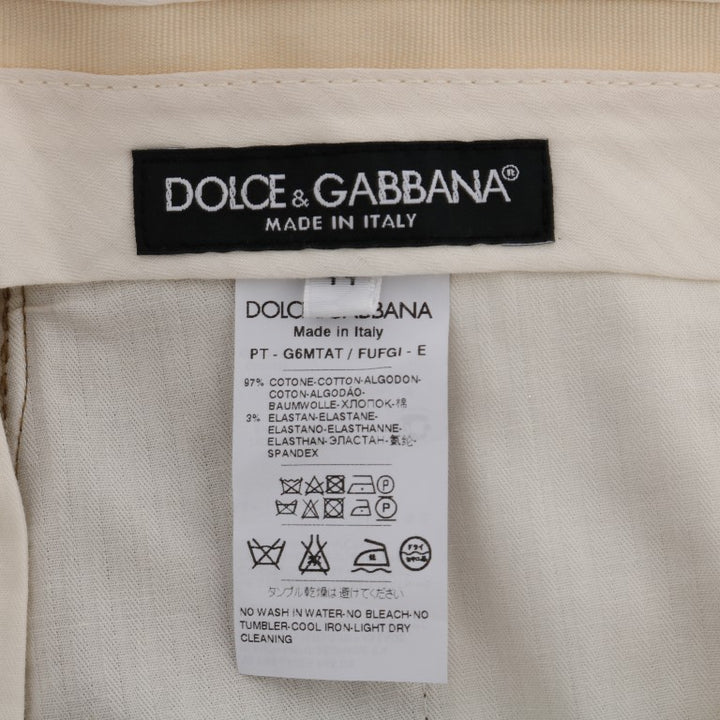 DOLCE & GABBANA®
MADE IN ITALY
DOLCE GABBANA
Made in Italy
PT - G6MTAT / FUFGI - E
97% COTONE-COTTON-ALGODON-
COTON-ALGODÃO-
BAUMWOLLE-ХЛОПОК-棉
3% ELASTAN-ELASTANE-
ELASTANO-ELASTHANNE-
ELASTHAN-ЭЛАСТАН-氨纶-
SPANDEX
P
P
ドライ
タンブル乾燥は避けてください
NO WASH IN WATER-NO BLEACH-NO
TUMBLER-COOL IRON-LIGHT DRY
CLEANING